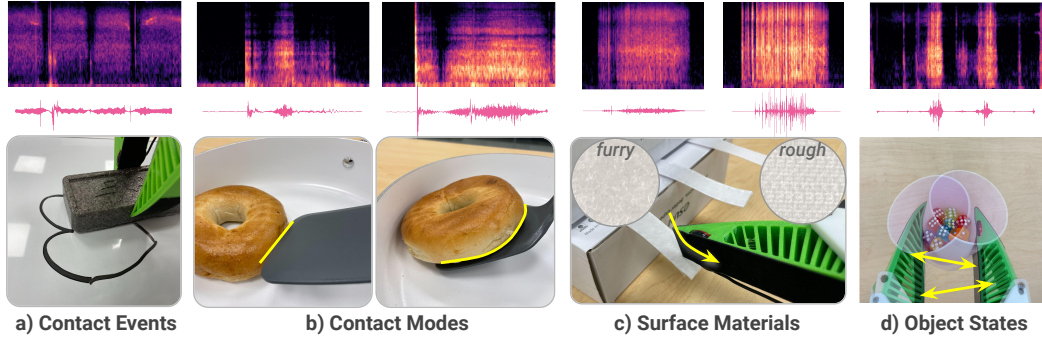 furry
rough
a) Contact Events
b) Contact Modes
c) Surface Materials
d) Object States